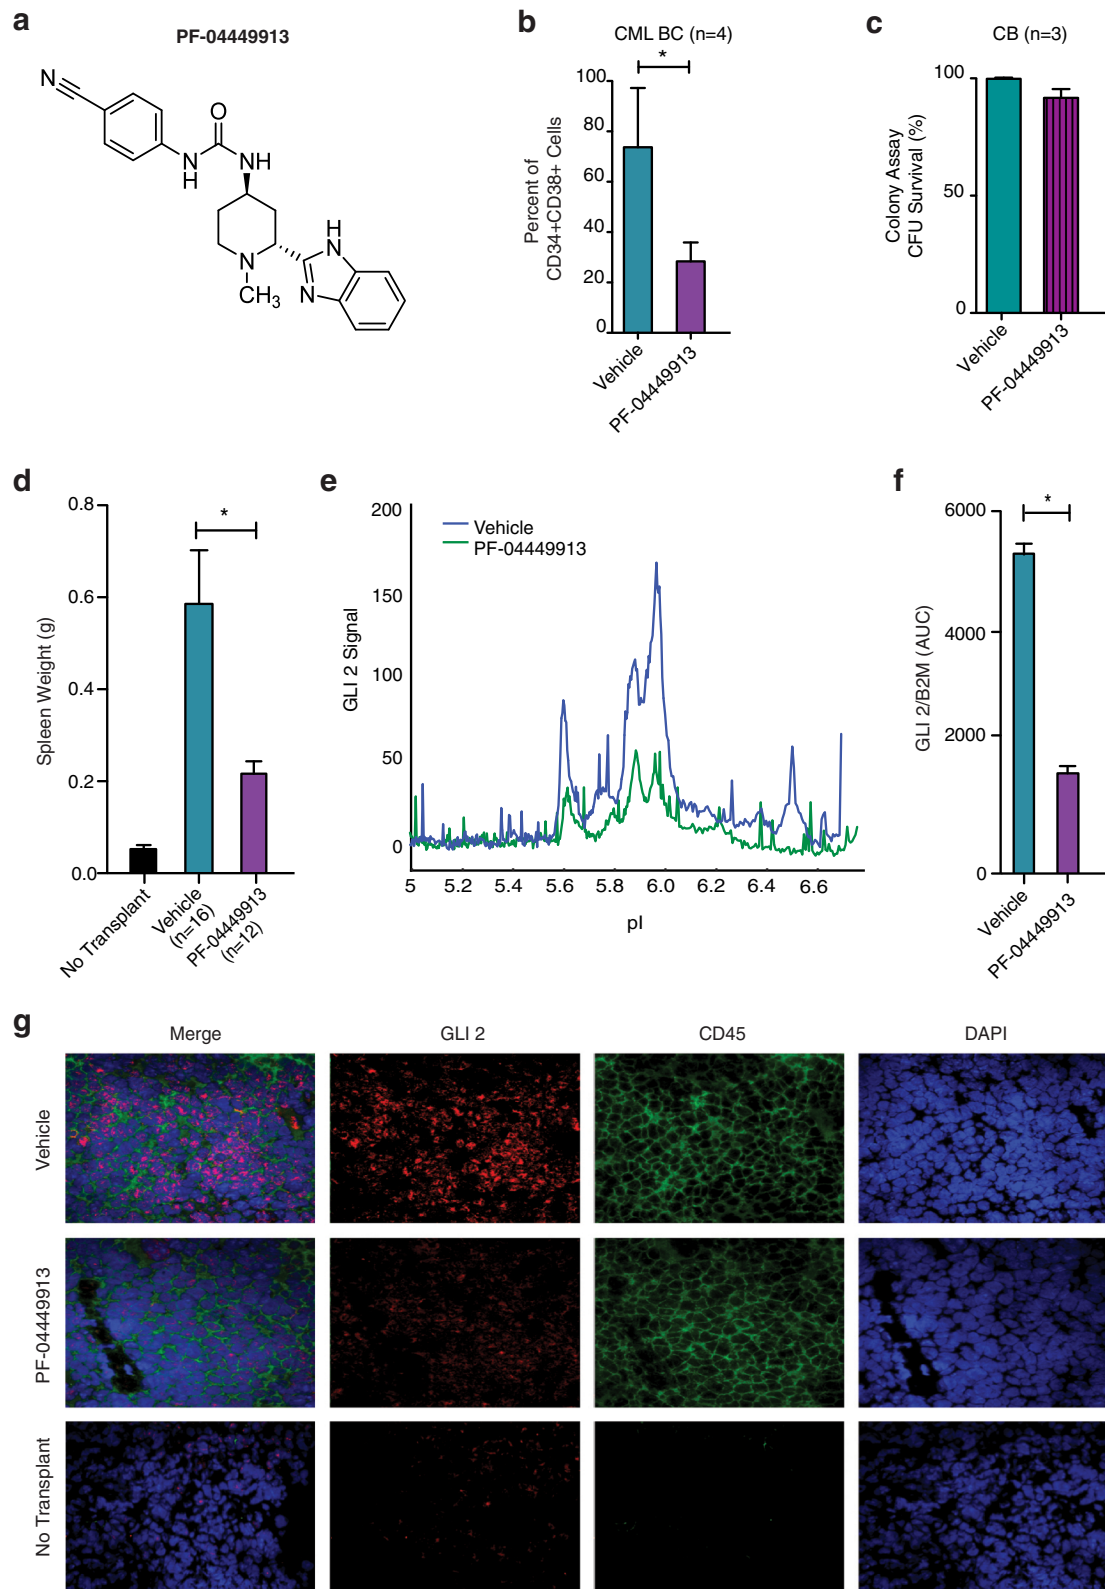 a
PF-04449913
N
O
N
H
NH
H
N
N
CH3
N
b
CML BC (n=4)
*
Percent of
CD34+CD38+ Cells
100
80
60
40
20
0
Vehicle
PF-04449913
c
CB (n=3)
Colony Assay
CFU Survival (%)
100
50
0
Vehicle
PF-04449913
d
Spleen Weight (g)
0.8
0.6
0.4
0.2
0.0
*
No Transplant
Vehicle
(n=16)
PF-04449913
(n=12)
e
GLI 2 Signal
200
150
100
50
0
Vehicle
PF-04449913
5 5.2 5.4 5.6 5.8 6.0 6.2 6.4 6.6
pI
f
GLI 2/B2M (AUC)
6000
4000
2000
0
*
Vehicle
PF-04449913
g
Merge GLI 2 CD45 DAPI
Vehicle
PF-04449913
No Transplant